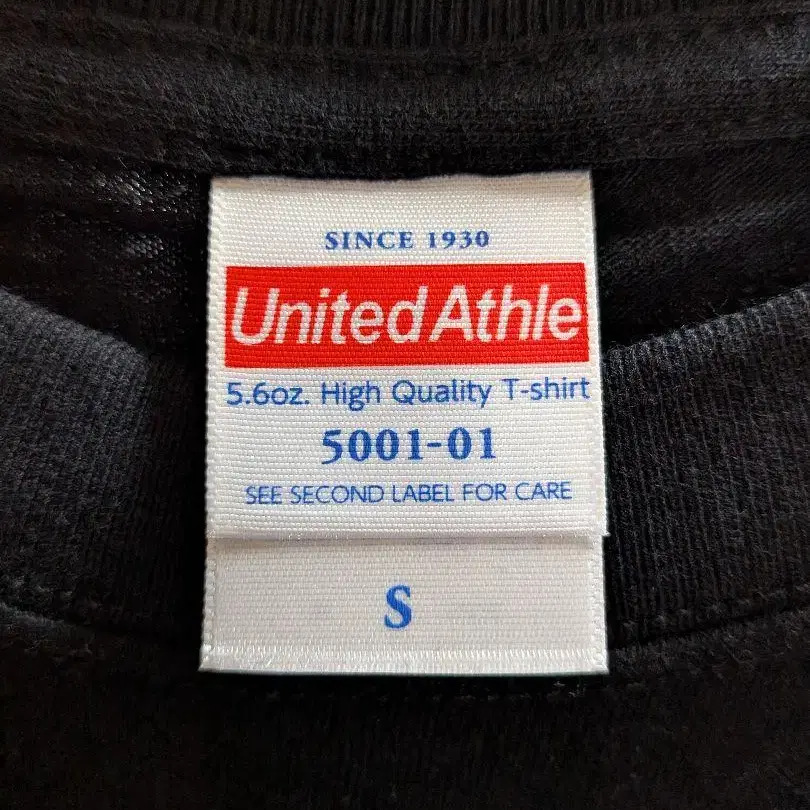 SINCE 1930
United Athle
5.6oz. High Quality T-shirt
5001-01
SEE SECOND LABEL FOR CARE
S